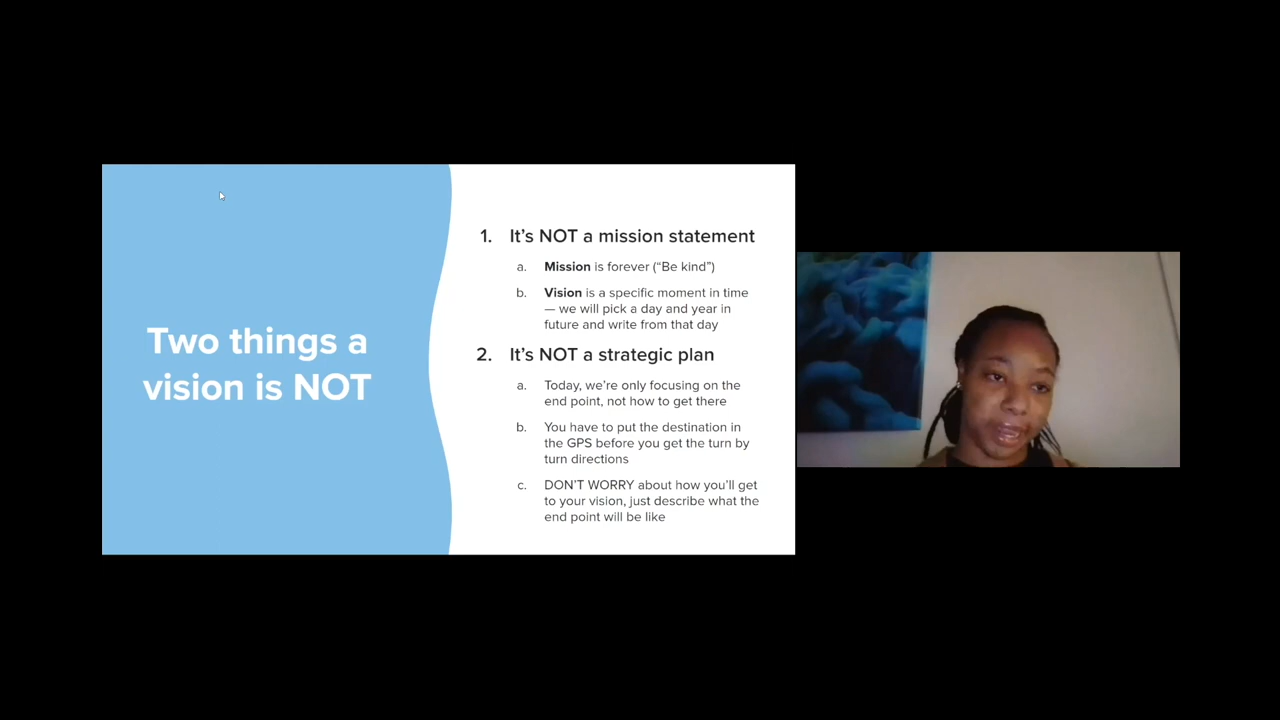 Two things a
vision is NOT
1. It’s NOT a mission statement
a. Mission is forever (“Be kind”)
b. Vision is a specific moment in time
— we will pick a day and year in
future and write from that day
2. It’s NOT a strategic plan
a. Today, we’re only focusing on the
end point, not how to get there
b. You have to put the destination in
the GPS before you get the turn by
turn directions
c. DON’T WORRY about how you’ll get
to your vision, just describe what the
end point will be like